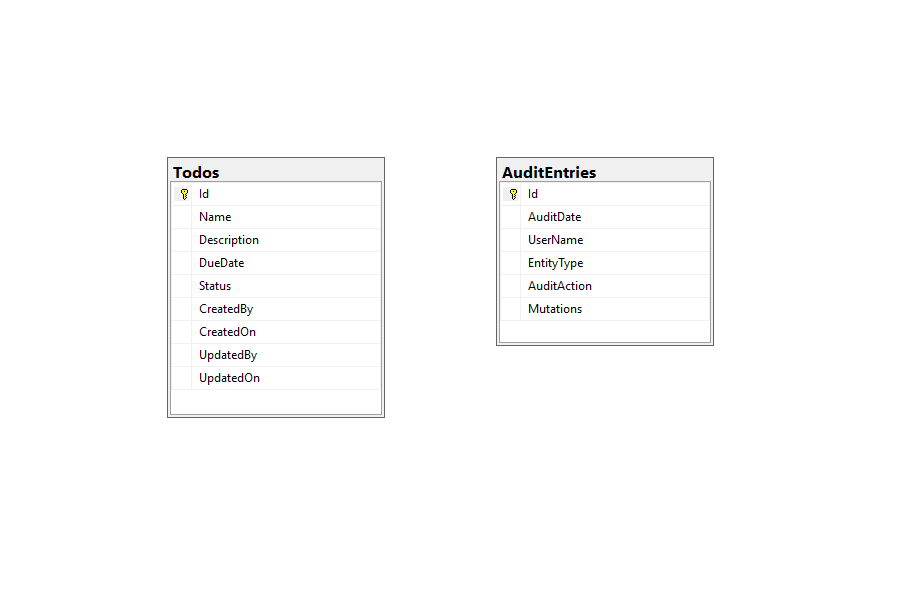 Todos
Id
Name
Description
DueDate
Status
CreatedBy
CreatedOn
UpdatedBy
UpdatedOn
AuditEntries
Id
AuditDate
UserName
EntityType
AuditAction
Mutations